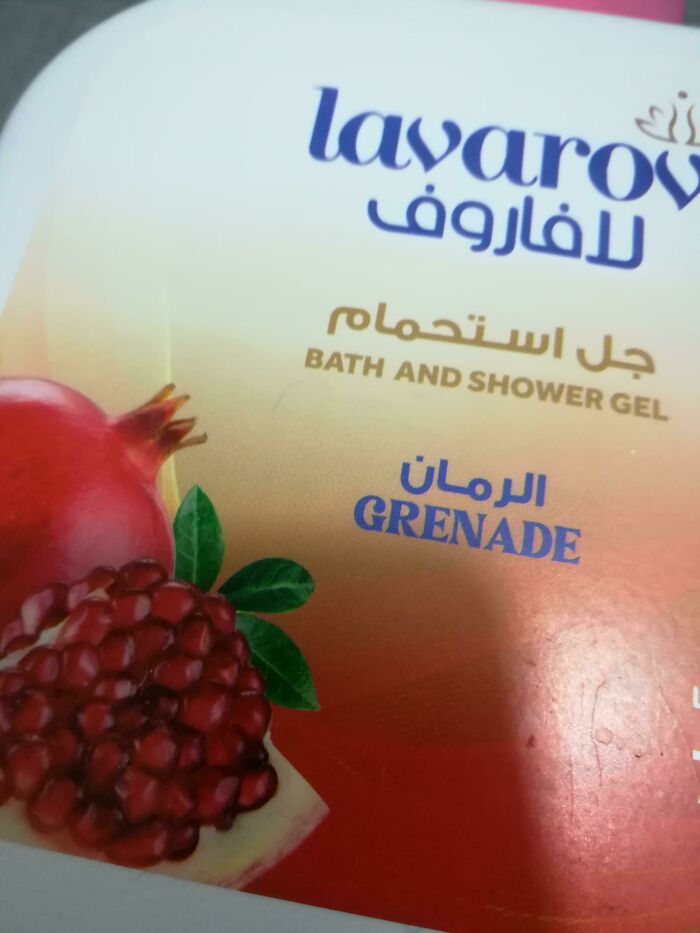 lavarov
للافاروف
جل استحمام
BATH AND SHOWER GEL
الرمان
GRENADE